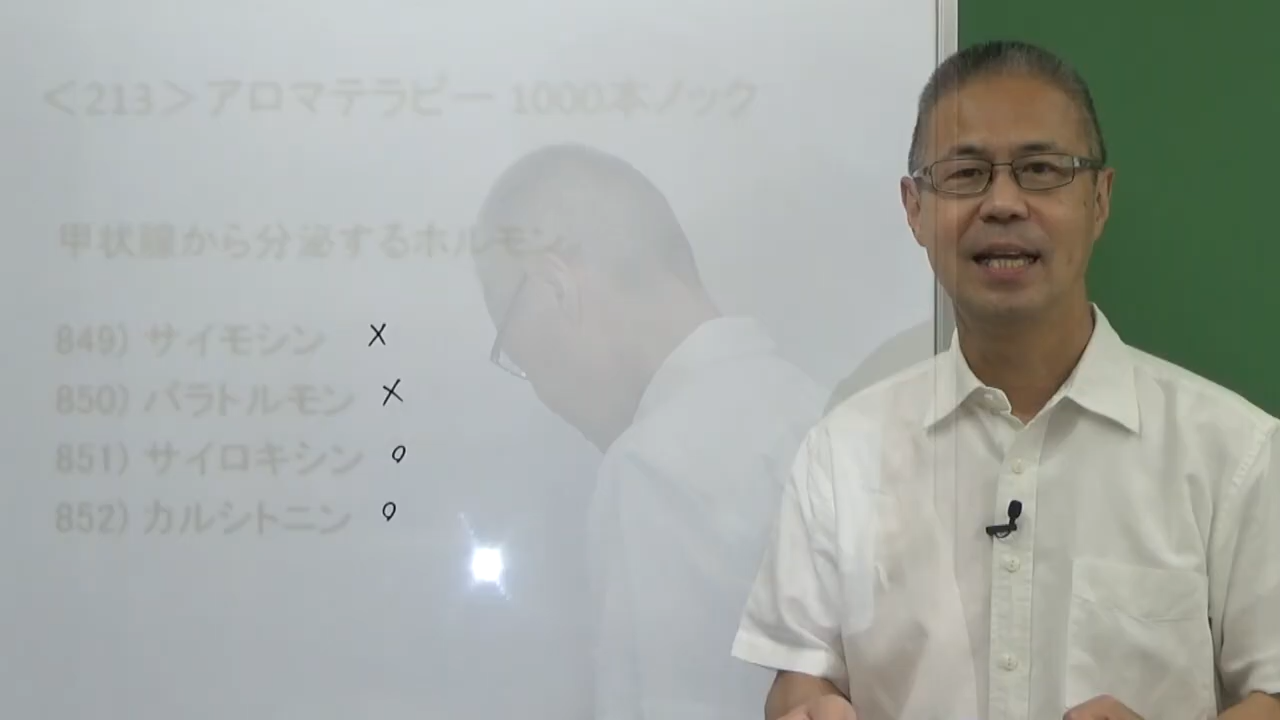 <213>アロマテラピー 1000本ノック
甲状腺から分泌するホルモン
849) サイモシン ×
850) パラトルモン ×
851) サイロキシン ○
852) カルシトニン ○